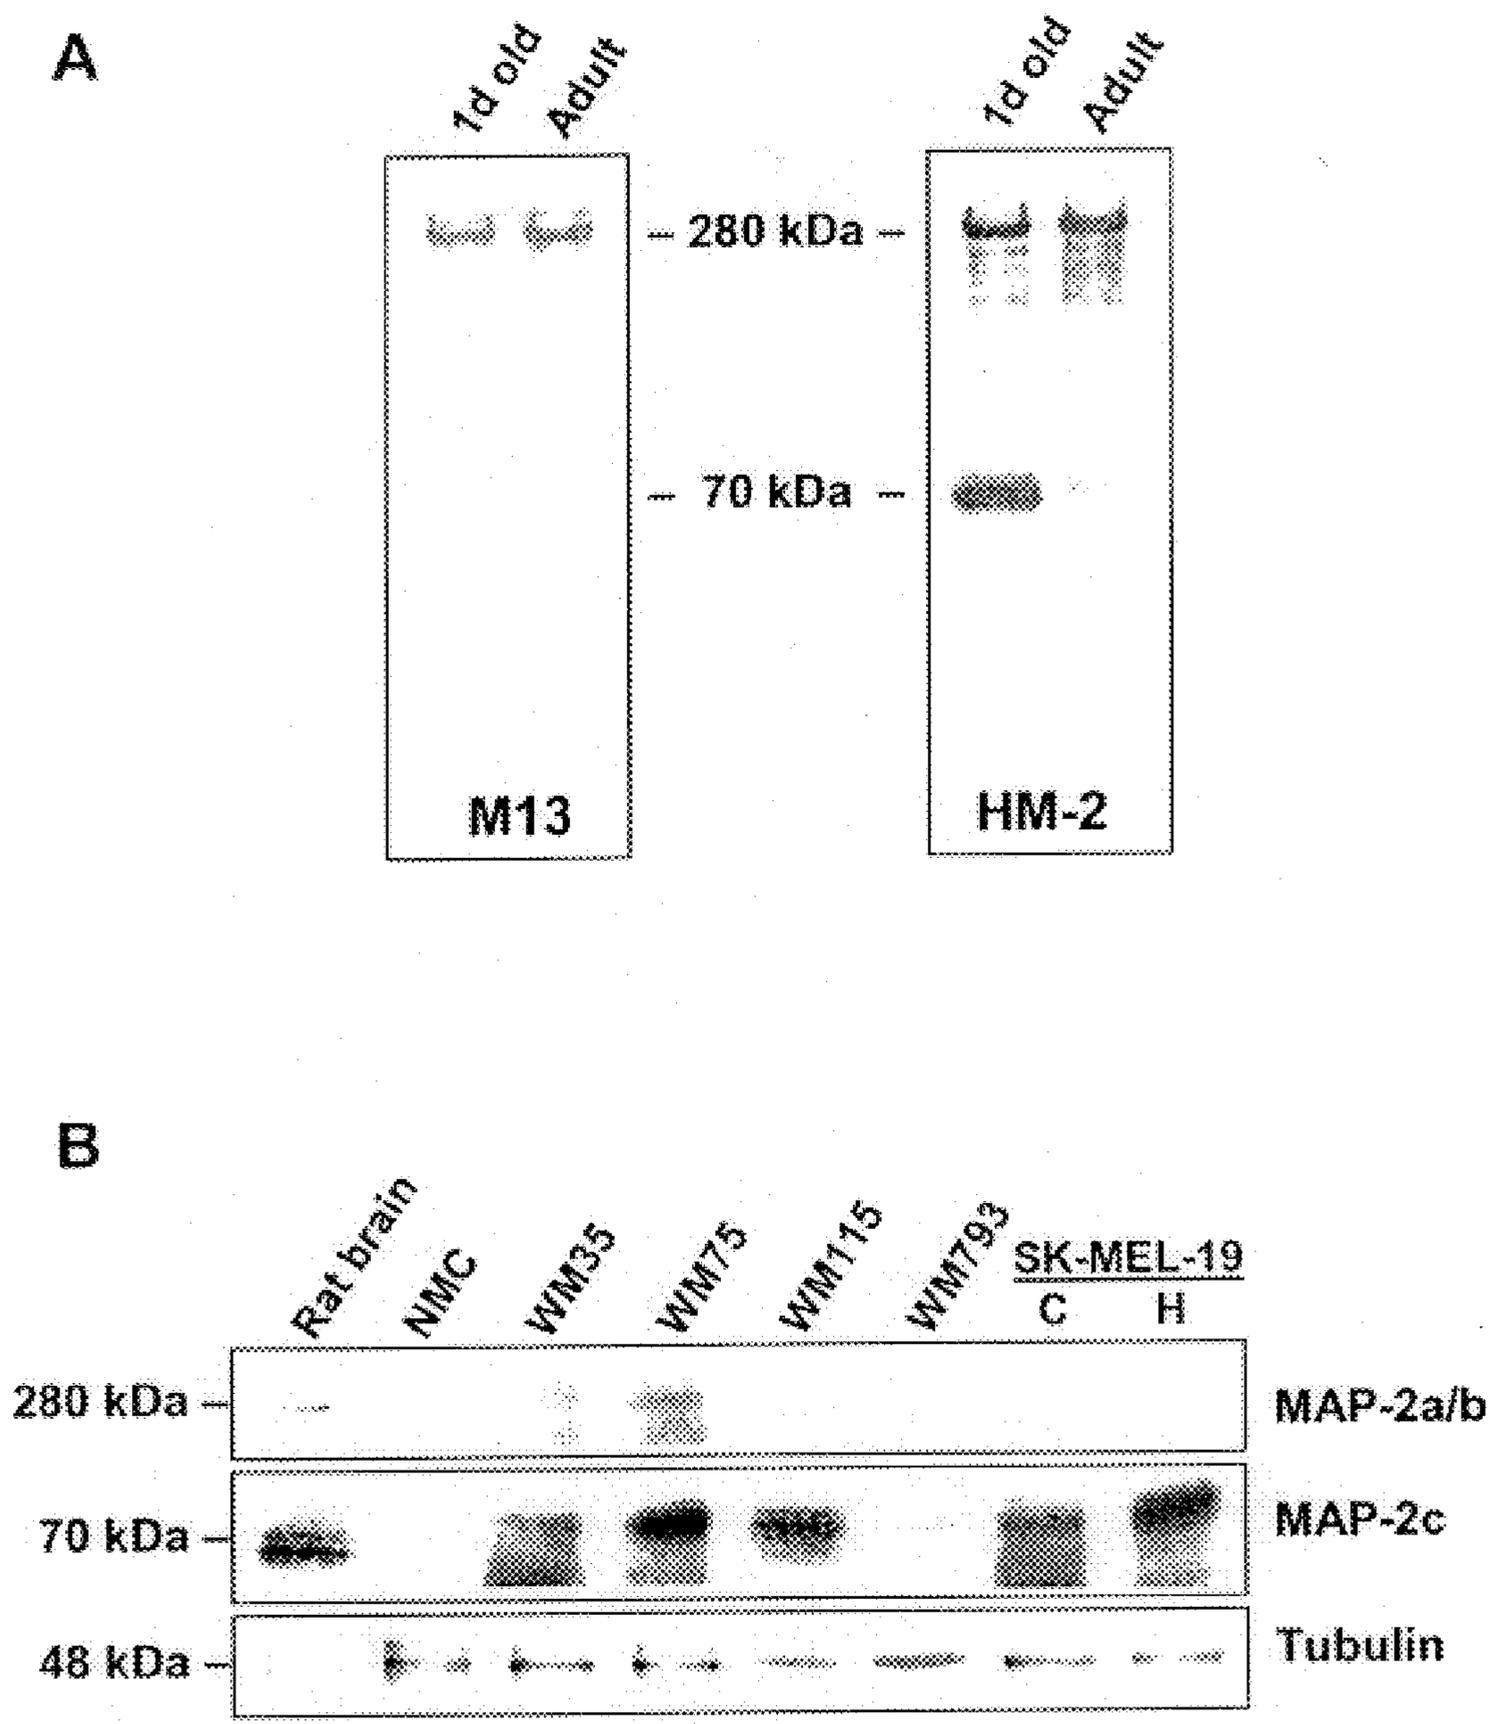 A
1d old
Adult
1d old
Adult
– 280 kDa –
– 70 kDa –
M13
HM-2
B
Rat brain
NMC
WM35
WM75
WM115
WM793
SK-MEL-19
C H
280 kDa –
MAP-2a/b
70 kDa –
MAP-2c
48 kDa –
Tubulin